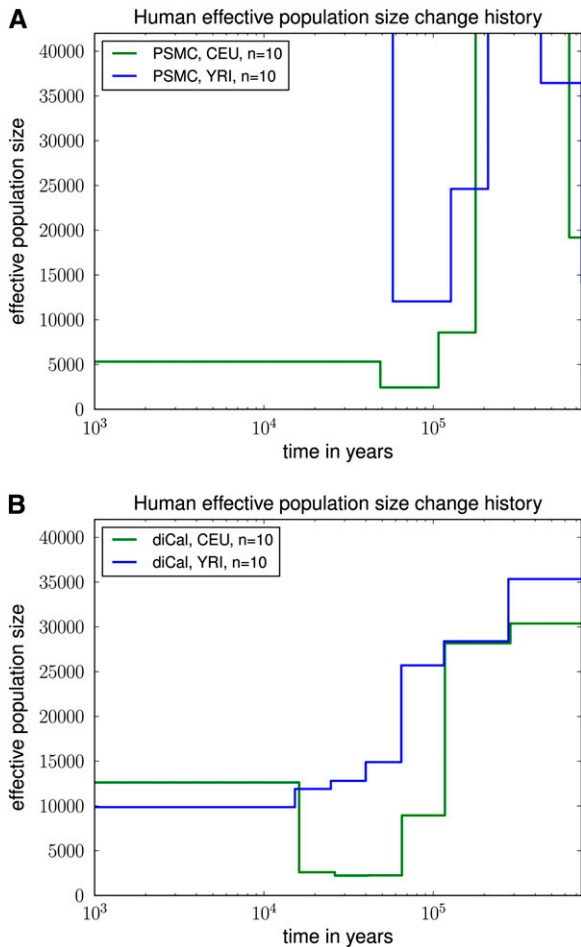 A
Human effective population size change history
PSMC, CEU, n=10
PSMC, YRI, n=10
effective population size
40000
35000
30000
25000
20000
15000
10000
5000
0
10^3
10^4
10^5
time in years
B
Human effective population size change history
diCal, CEU, n=10
diCal, YRI, n=10
effective population size
40000
35000
30000
25000
20000
15000
10000
5000
0
10^3
10^4
10^5
time in years